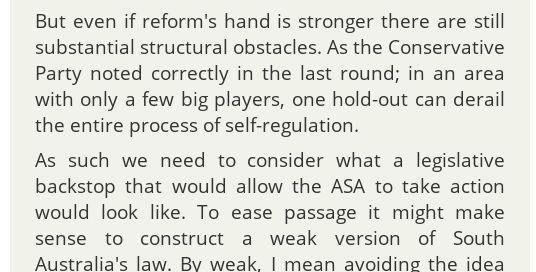 But even if reform's hand is stronger there are still
substantial structural obstacles. As the Conservative
Party noted correctly in the last round; in an area
with only a few big players, one hold-out can derail
the entire process of self-regulation.
As such we need to consider what a legislative
backstop that would allow the ASA to take action
would look like. To ease passage it might make
sense to construct a weak version of South
Australia's law. By weak, I mean avoiding the idea